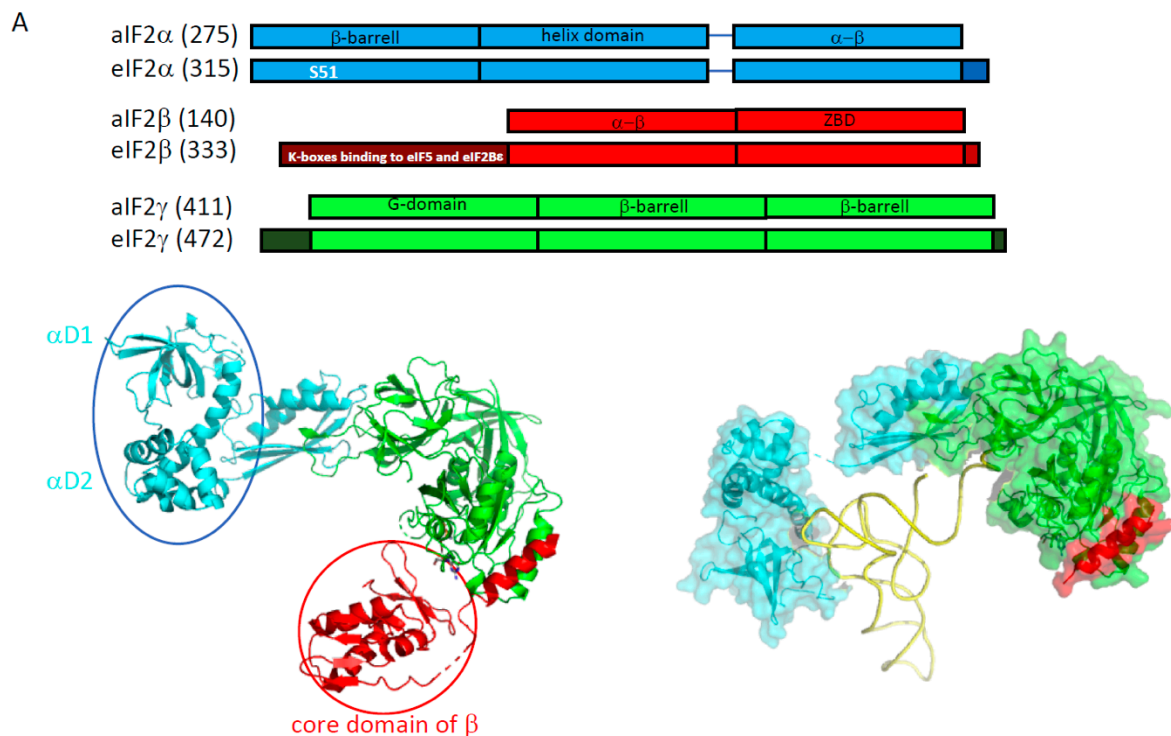 A
aIF2α (275) β-barrell helix domain α−β
eIF2α (315) S51
aIF2β (140) α−β ZBD
eIF2β (333) K-boxes binding to eIF5 and eIF2Bε
aIF2γ (411) G-domain β-barrell β-barrell
eIF2γ (472)
αD1
αD2
core domain of β